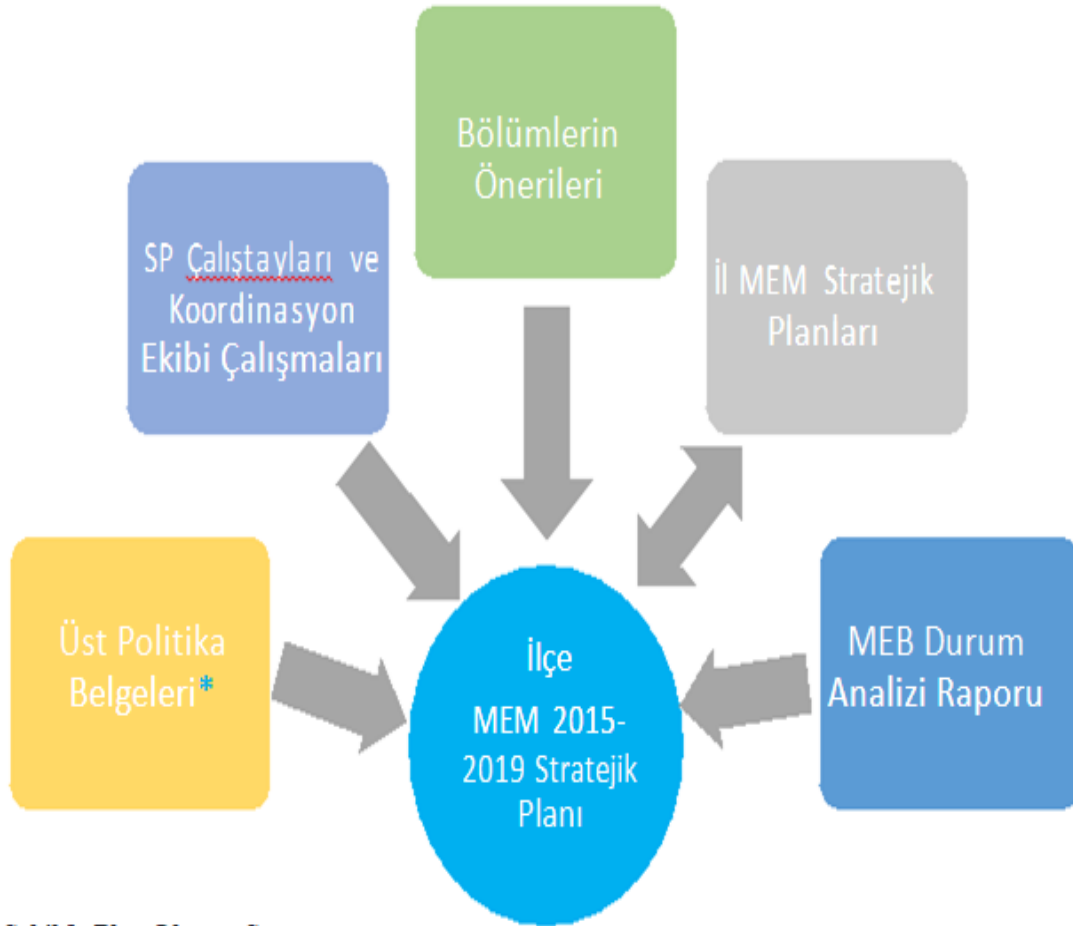 Bölümlerin
Önerileri
SP Çalıştayları ve
Koordinasyon
Ekibi Çalışmaları
İl MEM Stratejik
Planları
Üst Politika
Belgeleri*
İlçe
MEM 2015-
2019 Stratejik
Planı
MEB Durum
Analizi Raporu